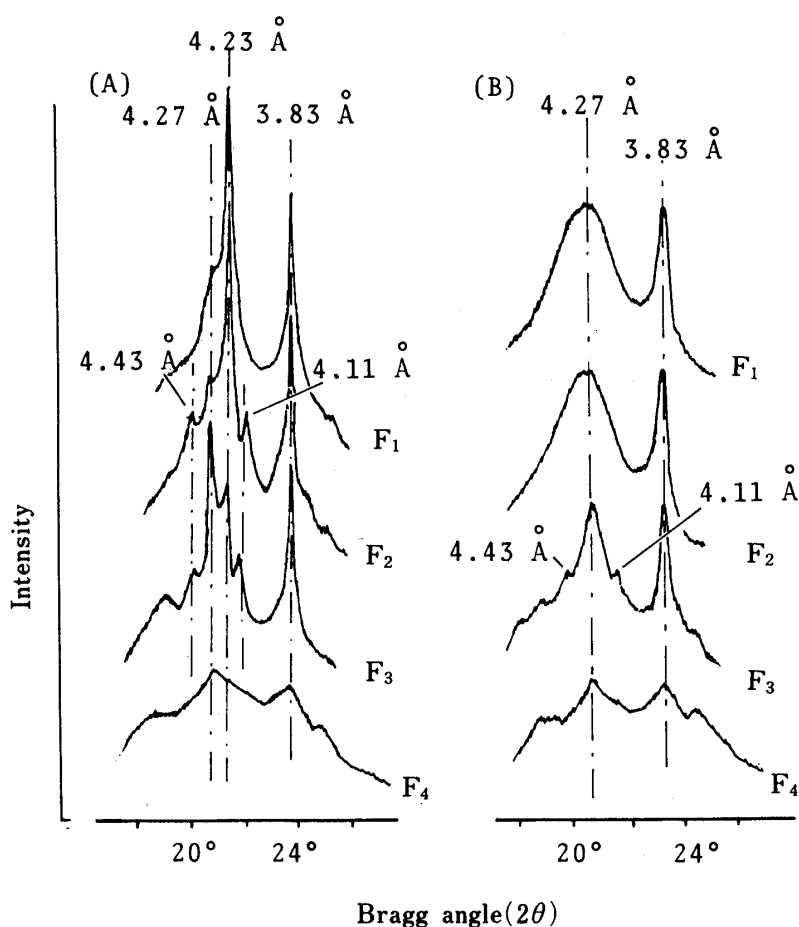 (A)
4.23 Å
4.27 Å
3.83 Å
4.43 Å
4.11 Å
F₁
F₂
F₃
F₄
20°
24°
(B)
4.27 Å
3.83 Å
F₁
4.11 Å
4.43 Å
F₂
F₃
F₄
20°
24°
Intensity
Bragg angle(2θ)